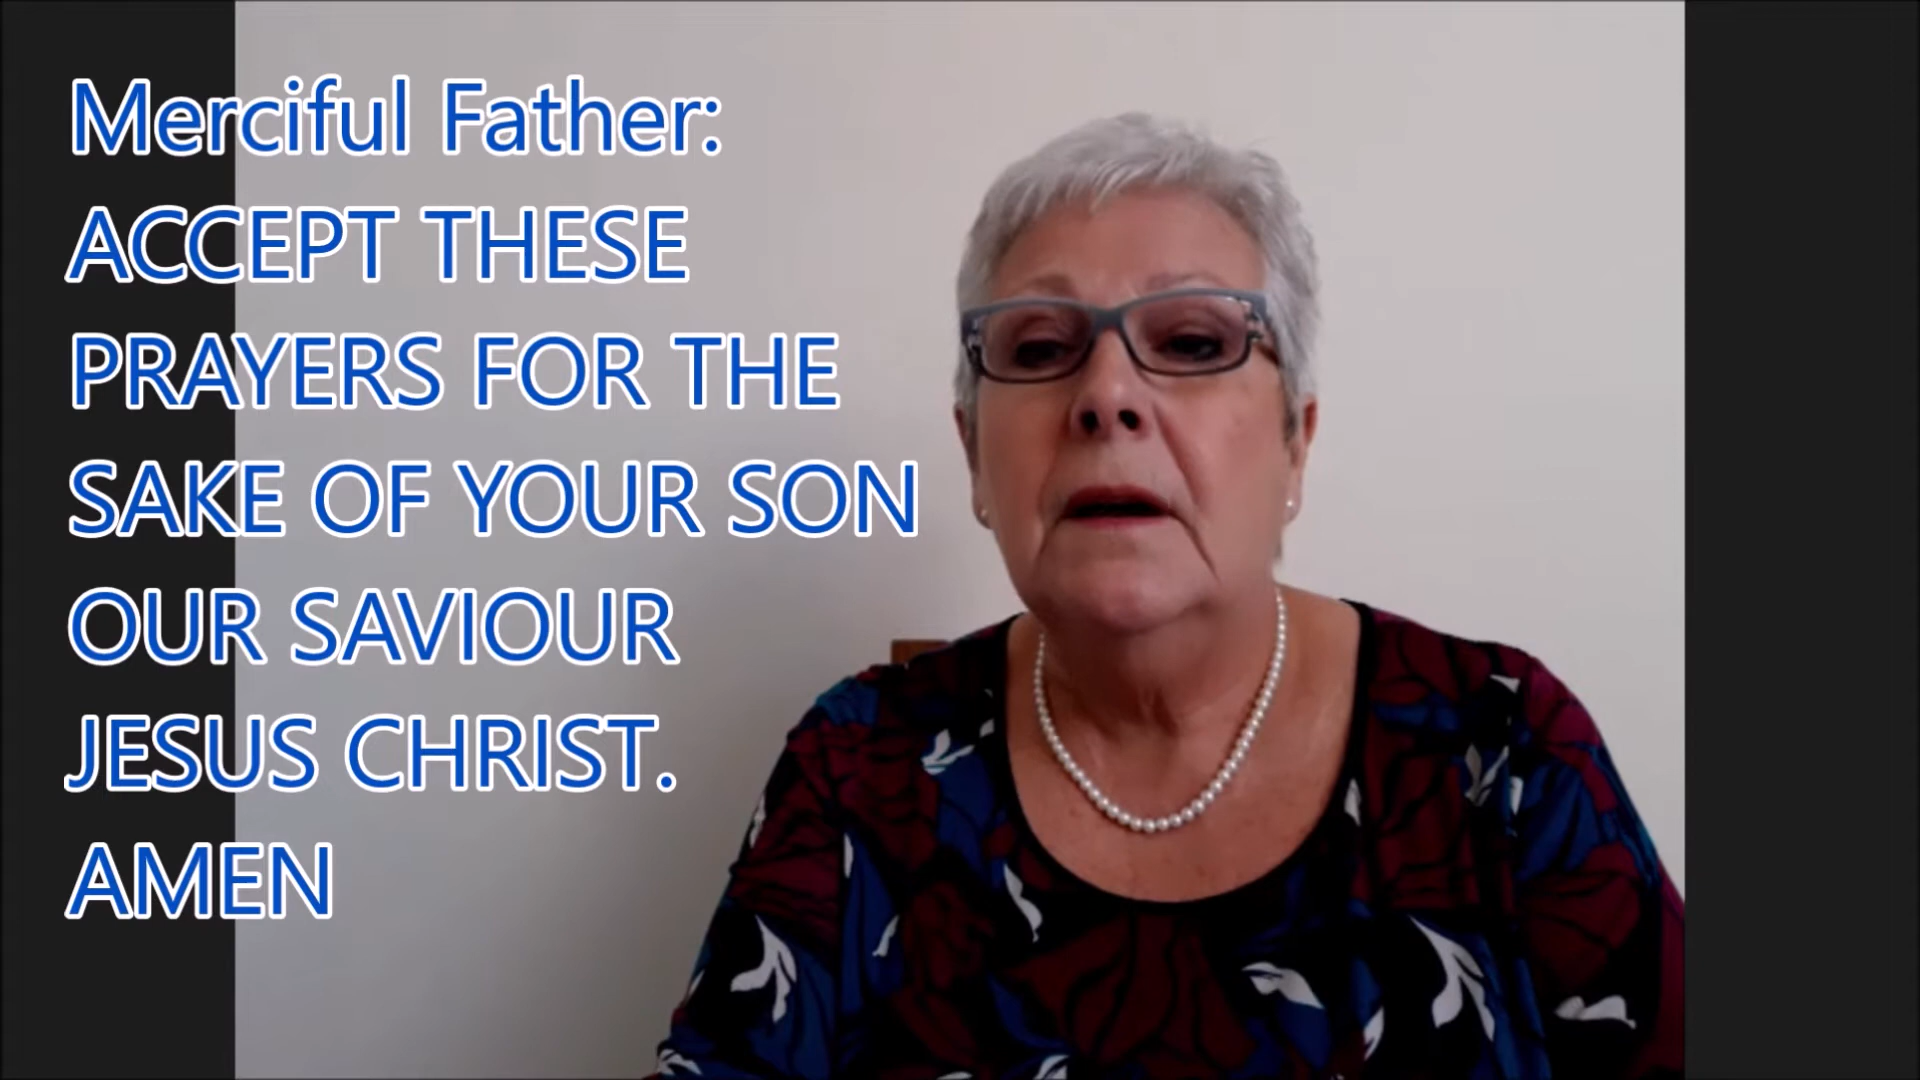 Merciful Father:
ACCEPT THESE
PRAYERS FOR THE
SAKE OF YOUR SON
OUR SAVIOUR
JESUS CHRIST.
AMEN